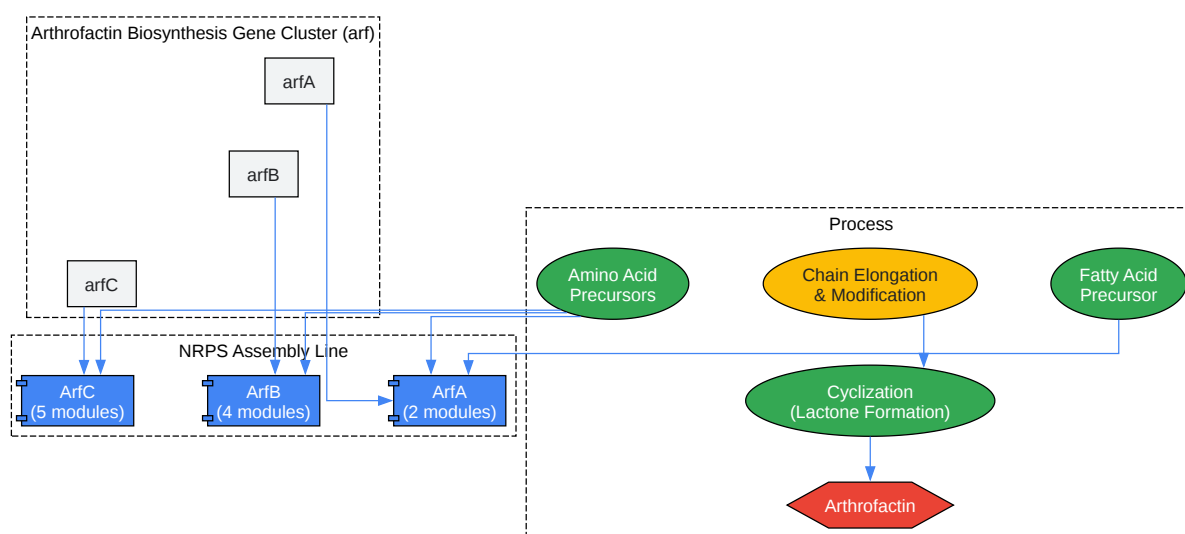 Arthrofactin Biosynthesis Gene Cluster (arf)
arfA
arfB
arfC
Process
Amino Acid
Precursors
Chain Elongation
& Modification
Fatty Acid
Precursor
NRPS Assembly Line
ArfC
(5 modules)
ArfB
(4 modules)
ArfA
(2 modules)
Cyclization
(Lactone Formation)
Arthrofactin